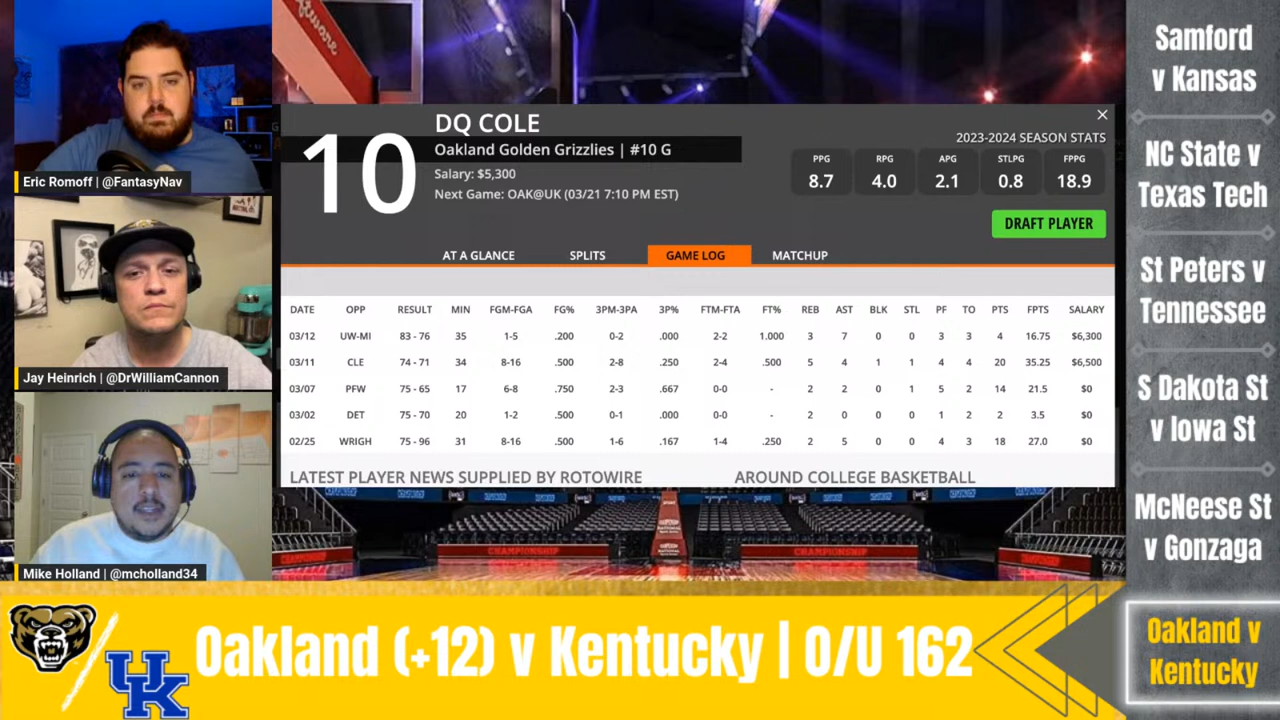 Eric Romoff | @FantasyNav
Jay Heinrich | @DrWilliamCannon
Mike Holland | @mcholland34
10
DQ COLE
Oakland Golden Grizzlies | #10 G
Salary: $5,300
Next Game: OAK@UK (03/21 7:10 PM EST)
2023-2024 SEASON STATS
PPG RPG APG STLPG FPPG
8.7 4.0 2.1 0.8 18.9
DRAFT PLAYER
AT A GLANCE SPLITS GAME LOG MATCHUP
DATE OPP RESULT MIN FGM-FGA FG% 3PM-3PA 3P% FTM-FTA FT% REB AST BLK STL PF TO PTS FPTS SALARY
03/12 UW-MI 83 - 76 35 1-5 .200 0-2 .000 2-2 1.000 3 7 0 0 3 3 4 16.75 $6,300
03/11 CLE 74 - 71 34 8-16 .500 2-8 .250 2-4 .500 5 4 1 1 4 4 20 35.25 $6,500
03/07 PFW 75 - 65 17 6-8 .750 2-3 .667 0-0 - 2 2 0 1 5 2 14 21.5 $0
03/02 DET 75 - 70 20 1-2 .500 0-1 .000 0-0 - 2 0 0 0 1 2 2 3.5 $0
02/25 WRIGH 75 - 96 31 8-16 .500 1-6 .167 1-4 .250 2 5 0 0 4 3 18 27.0 $0
LATEST PLAYER NEWS SUPPLIED BY ROTOWIRE
AROUND COLLEGE BASKETBALL
CHAMPIONSHIP
CHAMPIONSHIP
UK
Oakland (+12) v Kentucky | O/U 162
Samford
v Kansas
NC State v
Texas Tech
St Peters v
Tennessee
S Dakota St
v Iowa St
McNeese St
v Gonzaga
Oakland v
Kentucky